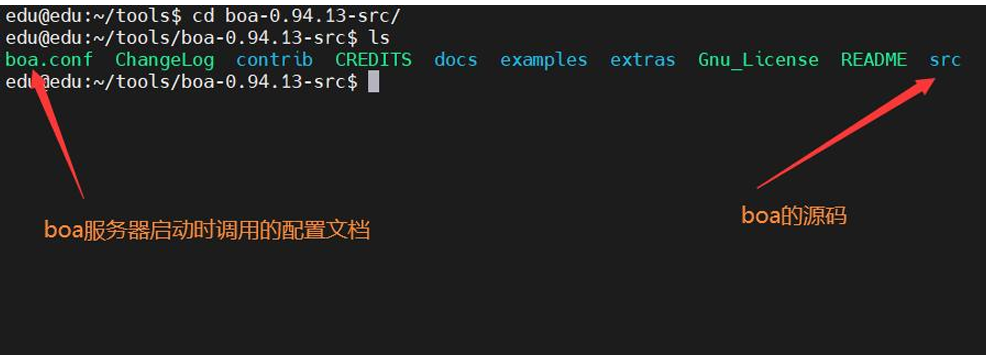 edu@edu:~/tools$ cd boa-0.94.13-src/
edu@edu:~/tools/boa-0.94.13-src$ ls
boa.conf ChangeLog contrib CREDITS docs examples extras Gnu_License README src
edu@edu:~/tools/boa-0.94.13-src$
boa的源码
boa服务器启动时调用的配置文档